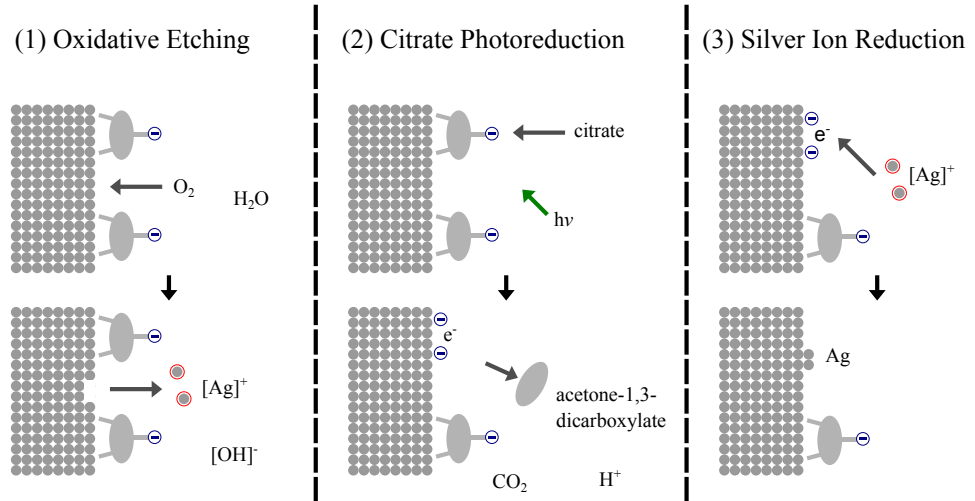 (1) Oxidative Etching
O₂
H₂O
[Ag]⁺
[OH]⁻
(2) Citrate Photoreduction
citrate
hν
e⁻
acetone-1,3-
dicarboxylate
CO₂
H⁺
(3) Silver Ion Reduction
e⁻
[Ag]⁺
Ag